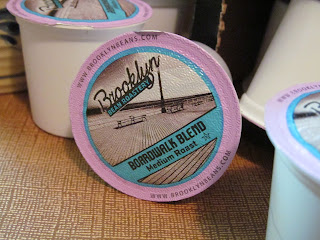 WWW.BROOKLYNBEANS.COM
Brooklyn
BEAN ROASTERY
BOARDWALK BLEND
Medium Roast
WWW.BROOKLYNBEANS.COM